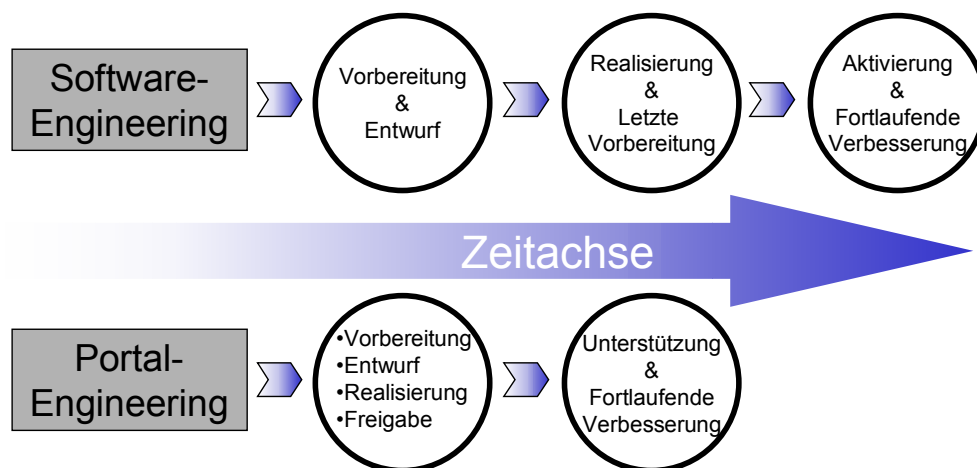 Software-
Engineering
Vorbereitung
&
Entwurf
Realisierung
&
Letzte
Vorbereitung
Aktivierung
&
Fortlaufende
Verbesserung
Zeitachse
Portal-
Engineering
•Vorbereitung
•Entwurf
•Realisierung
•Freigabe
Unterstützung
&
Fortlaufende
Verbesserung